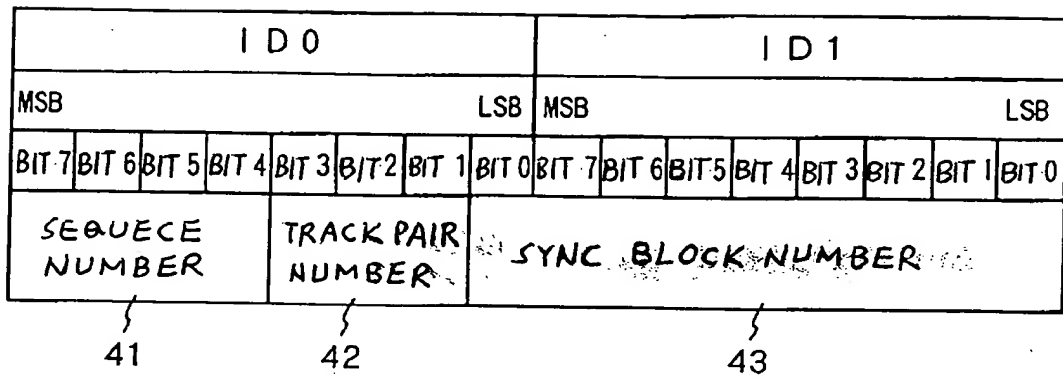 ID0 ID1
MSB LSB MSB LSB
BIT 7 BIT 6 BIT 5 BIT 4 BIT 3 BIT 2 BIT 1 BIT 0 BIT 7 BIT 6 BIT 5 BIT 4 BIT 3 BIT 2 BIT 1 BIT 0
SEQUECE NUMBER
TRACK PAIR NUMBER
SYNC BLOCK NUMBER
41 42 43